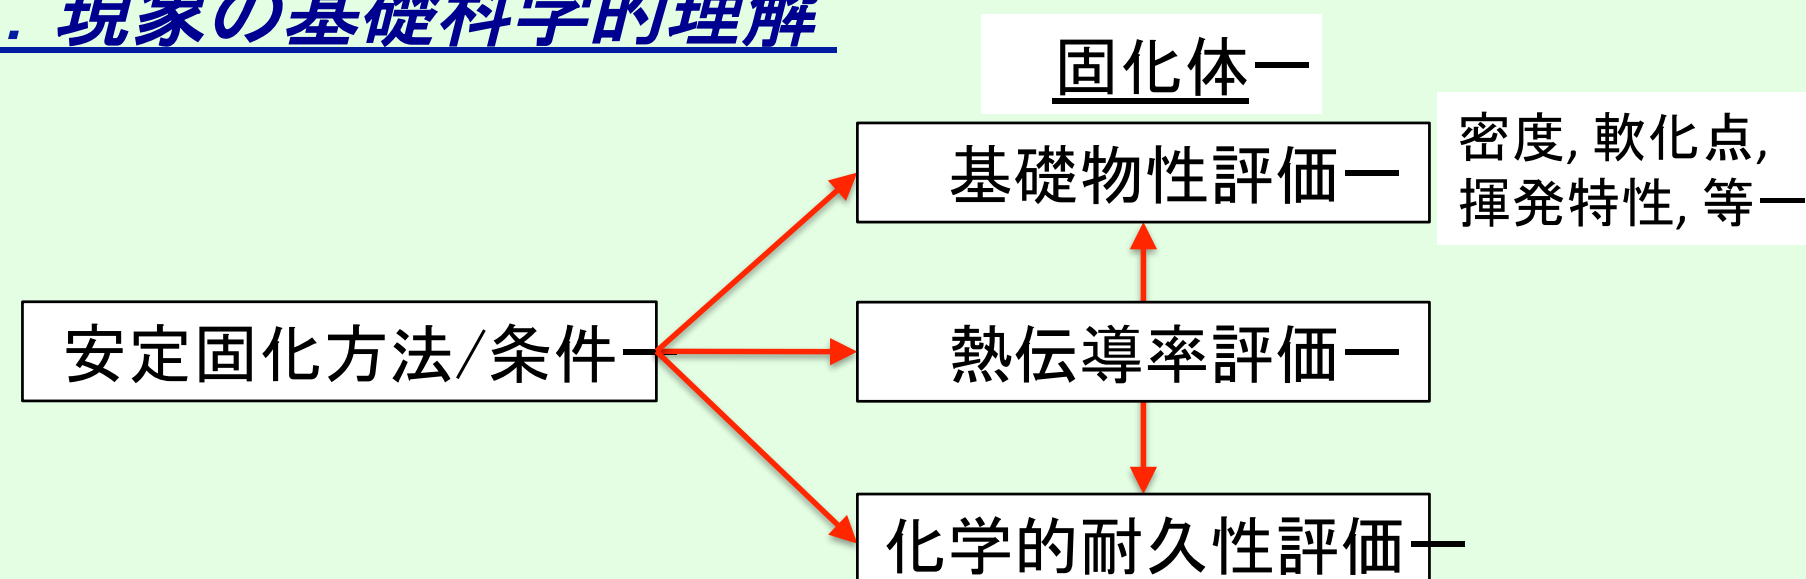 . 現象の基礎科学的理解
固化体ー
基礎物性評価ー
密度, 軟化点,
揮発特性, 等ー
安定固化方法/条件ー
熱伝導率評価ー
化学的耐久性評価ー